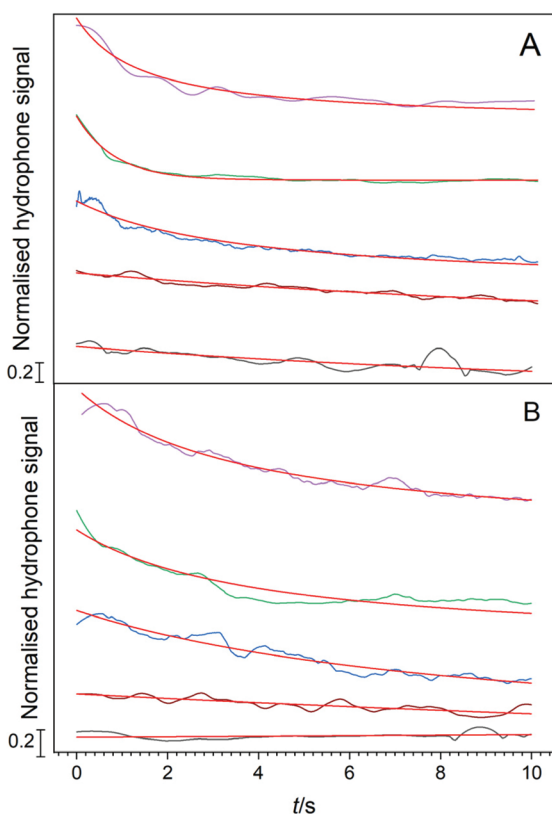 A
Normalised hydrophone signal
0.2
B
Normalised hydrophone signal
0.2
0 2 4 6 8 10
t/s